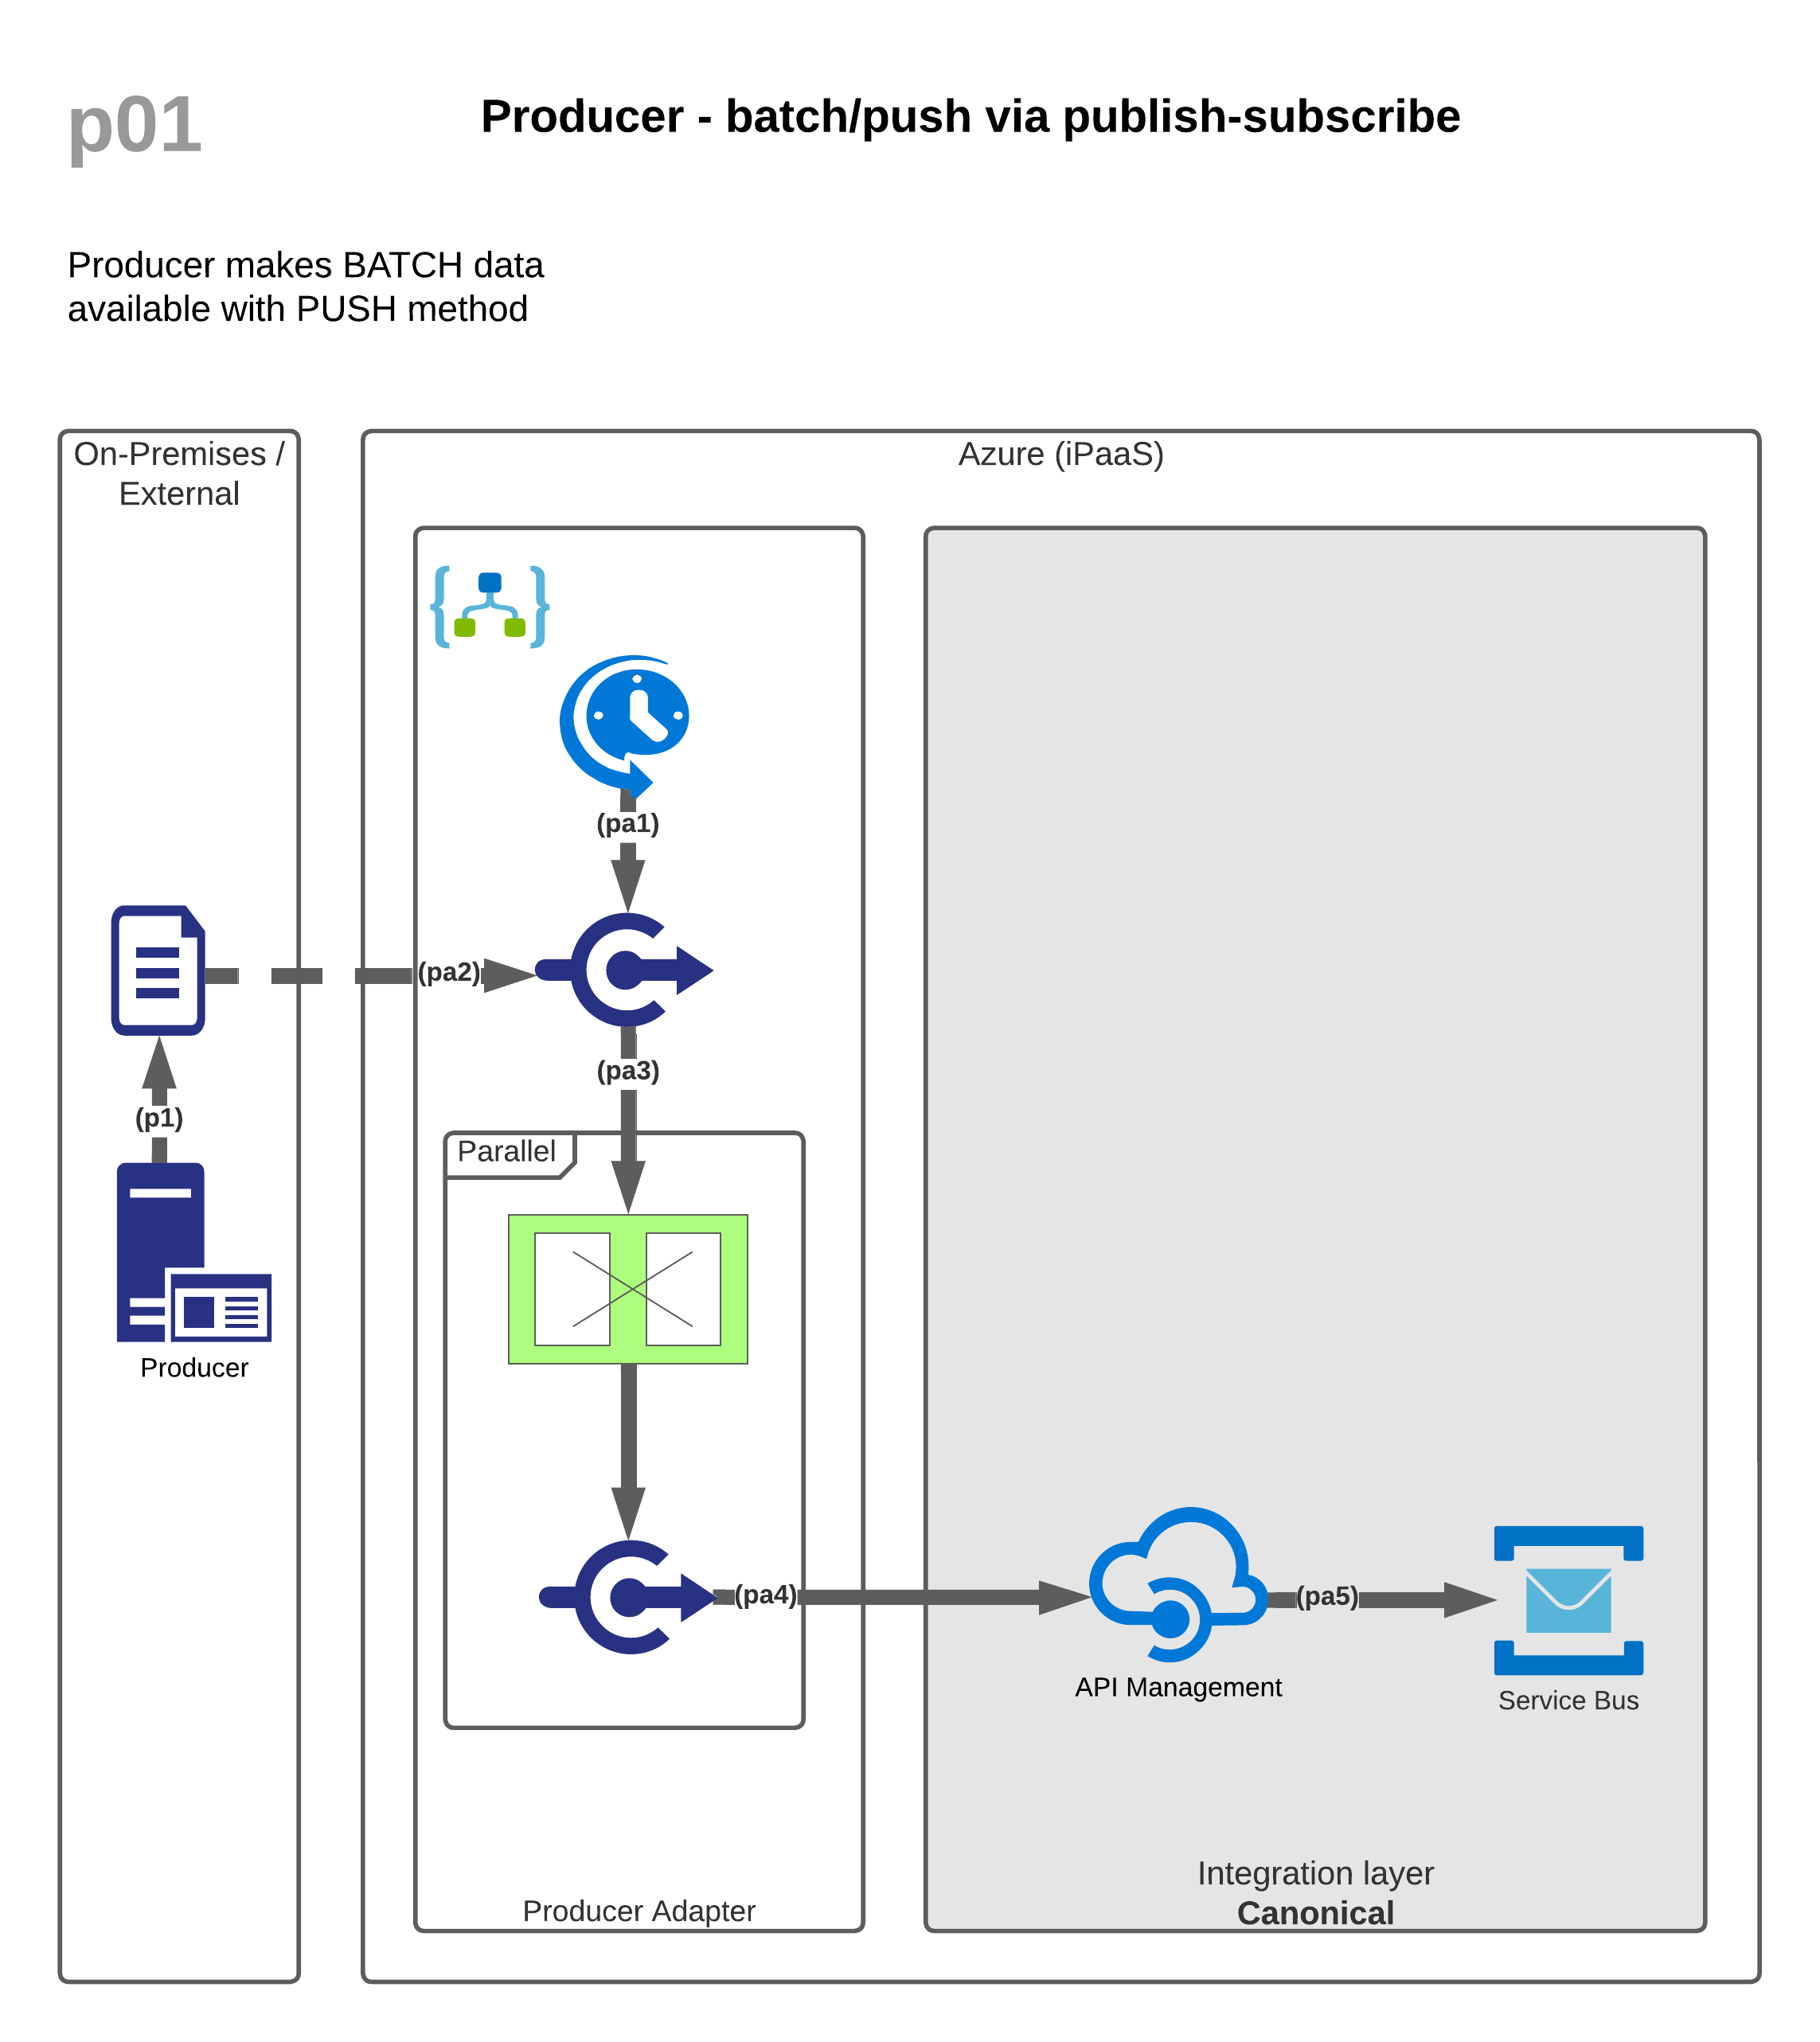 p01
Producer - batch/push via publish-subscribe
Producer makes BATCH data
available with PUSH method
On-Premises /
External
Azure (iPaaS)
(pa1)
(pa2)
(pa3)
(p1)
Parallel
Producer
(pa4)
(pa5)
API Management
Service Bus
Producer Adapter
Integration layer
Canonical